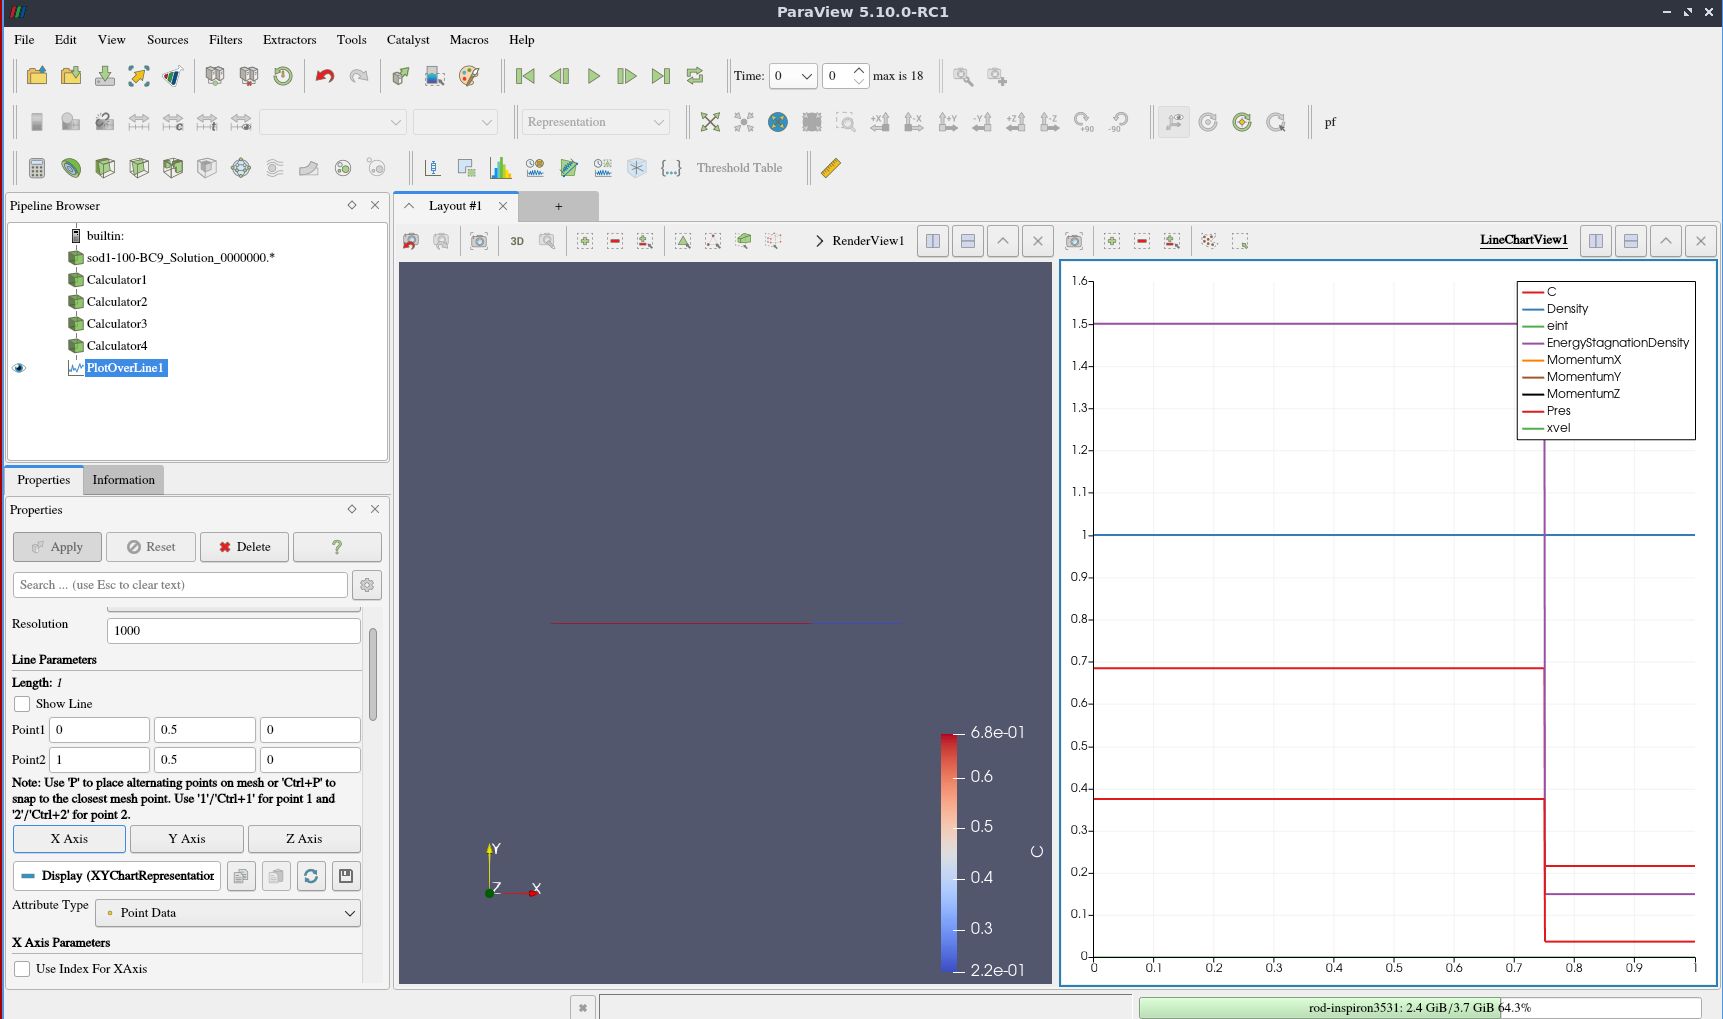 ParaView 5.10.0-RC1
File Edit View Sources Filters Extractors Tools Catalyst Macros Help
Time: 0 0 max is 18
Representation +X -X +Y -Y +Z -Z +90 -90 pf
Threshold Table
Pipeline Browser
builtin:
sod1-100-BC9_Solution_0000000.*
Calculator1
Calculator2
Calculator3
Calculator4
PlotOverLine1
Properties Information
Properties
Apply Reset Delete ?
Search ... (use Esc to clear text)
Resolution 1000
Line Parameters
Length: 1
Show Line
Point1 0 0.5 0
Point2 1 0.5 0
Note: Use 'P' to place alternating points on mesh or 'Ctrl+P' to
snap to the closest mesh point. Use '1'/'Ctrl+1' for point 1 and
'2'/'Ctrl+2' for point 2.
X Axis Y Axis Z Axis
Display (XYChartRepresentation
Attribute Type Point Data
X Axis Parameters
Use Index For XAxis
Layout #1 +
3D RenderView1
Y
Z X
6.8e-01
0.6
0.5
0.4
0.3
2.2e-01
C
LineChartView1
1.6
1.5
1.4
1.3
1.2
1.1
1
0.9
0.8
0.7
0.6
0.5
0.4
0.3
0.2
0.1
0
0 0.1 0.2 0.3 0.4 0.5 0.6 0.7 0.8 0.9 1
C
Density
eint
EnergyStagnationDensity
MomentumX
MomentumY
MomentumZ
Pres
xvel
rod-inspiron3531: 2.4 GiB/3.7 GiB 64.3%